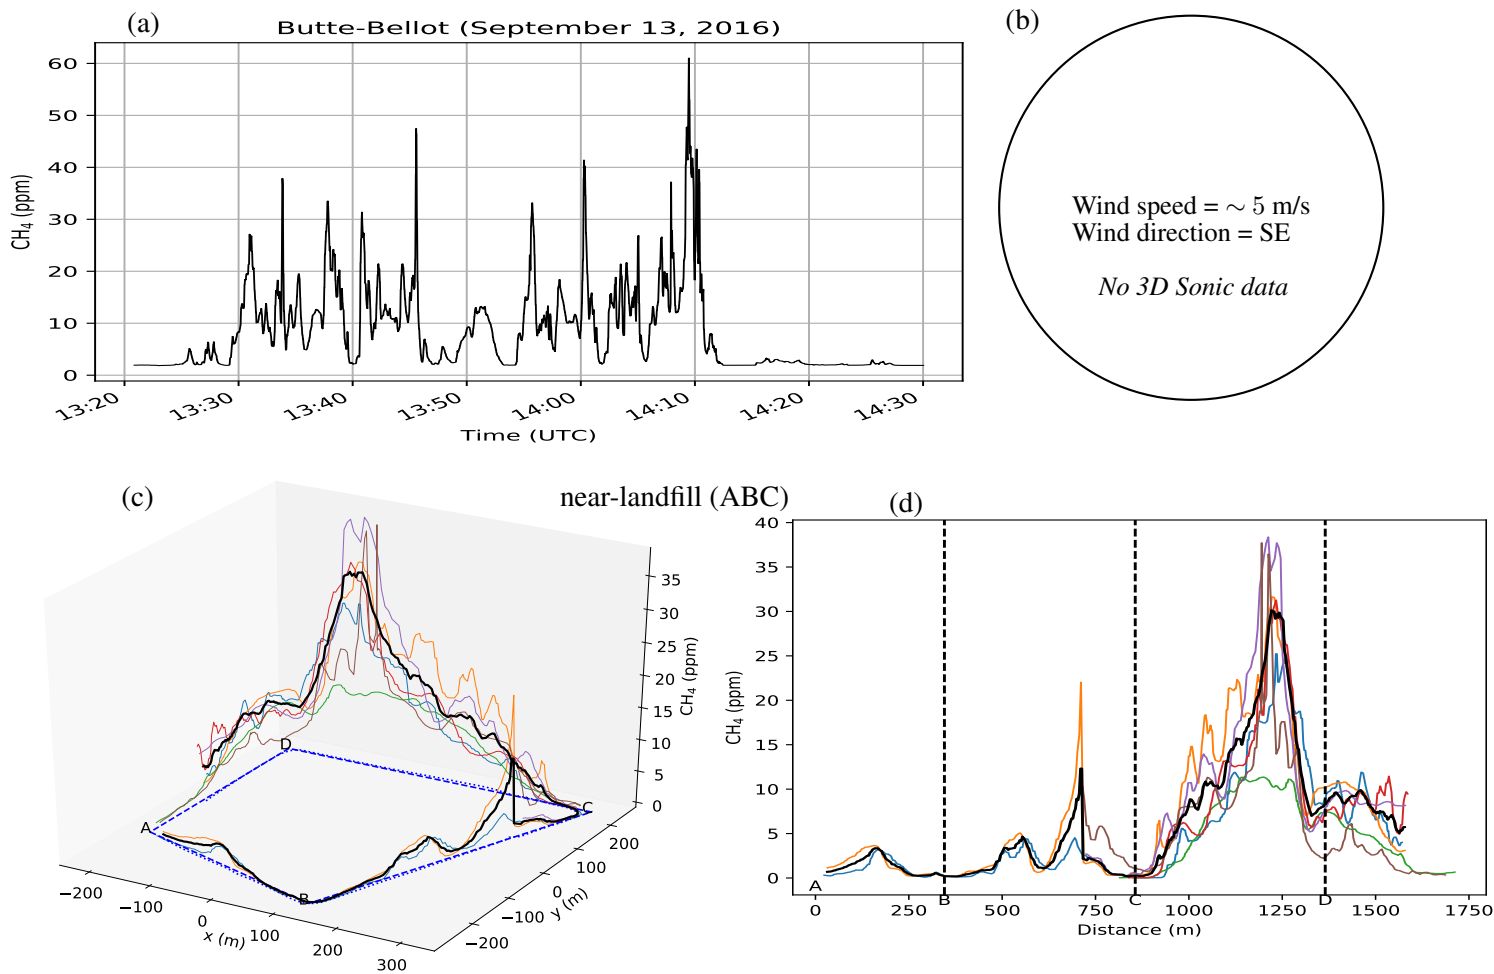 (a)
Butte-Bellot (September 13, 2016)
60
50
40
30
20
10
0
CH4 (ppm)
13:20
13:30
13:40
13:50
14:00
14:10
14:20
14:30
Time (UTC)
(b)
Wind speed = ∼ 5 m/s
Wind direction = SE
No 3D Sonic data
(c)
near-landfill (ABC)
35
30
25
20
15
10
5
0
CH4 (ppm)
D
C
A
B
−200
−100
0
100
200
300
x (m)
200
100
0
−100
−200
y (m)
(d)
40
35
30
25
20
15
10
5
0
CH4 (ppm)
A
B
C
D
0
250
500
750
1000
1250
1500
1750
Distance (m)